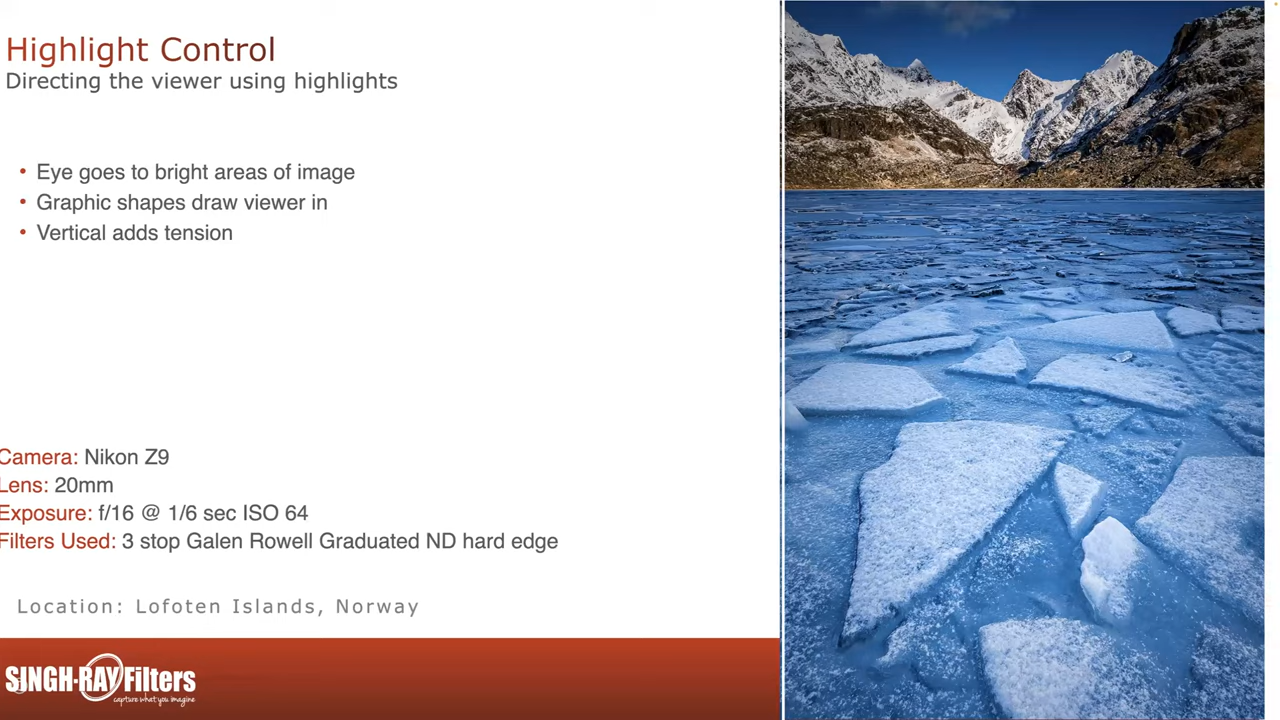 Highlight Control
Directing the viewer using highlights
• Eye goes to bright areas of image
• Graphic shapes draw viewer in
• Vertical adds tension
Camera: Nikon Z9
Lens: 20mm
Exposure: f/16 @ 1/6 sec ISO 64
Filters Used: 3 stop Galen Rowell Graduated ND hard edge
Location: Lofoten Islands, Norway
SINGH-RAY Filters
capture what you imagine